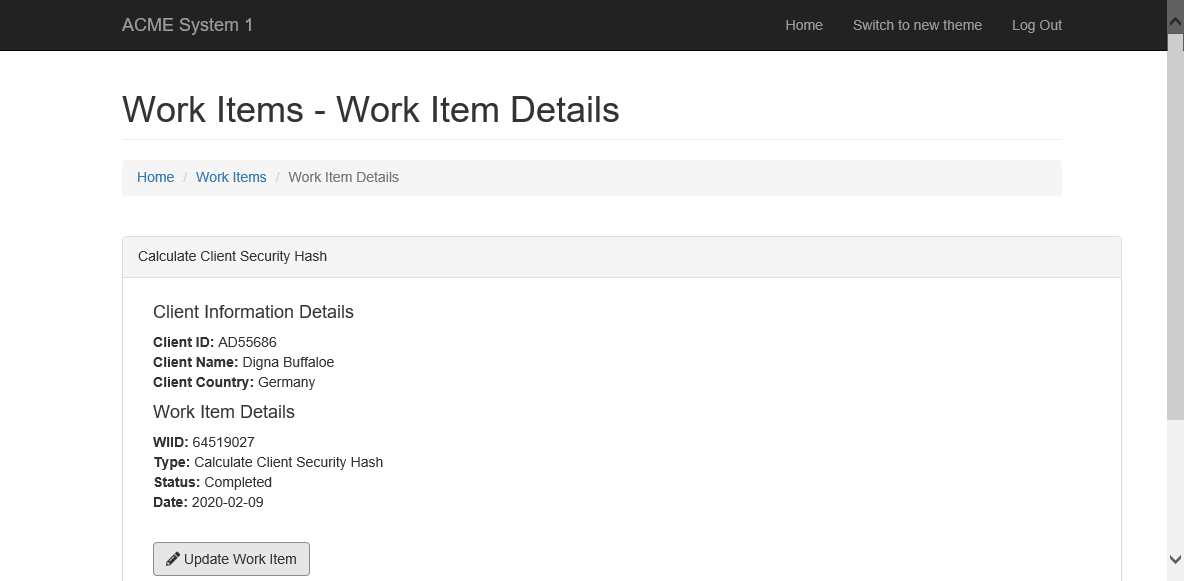 ACME System 1
Home
Switch to new theme
Log Out
Work Items - Work Item Details
Home / Work Items / Work Item Details
Calculate Client Security Hash
Client Information Details
Client ID: AD55686
Client Name: Digna Buffaloe
Client Country: Germany
Work Item Details
WIID: 64519027
Type: Calculate Client Security Hash
Status: Completed
Date: 2020-02-09
Update Work Item